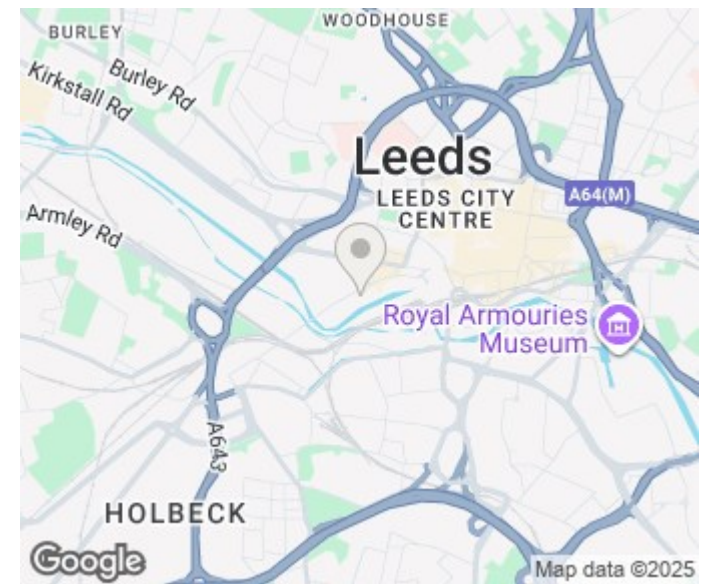 WOODHOUSE
BURLEY
Burley Rd
Kirkstall Rd
Leeds
LEEDS CITY
CENTRE
A64(M)
Armley Rd
Royal Armouries
Museum
A643
HOLBECK
Google
Map data ©2025